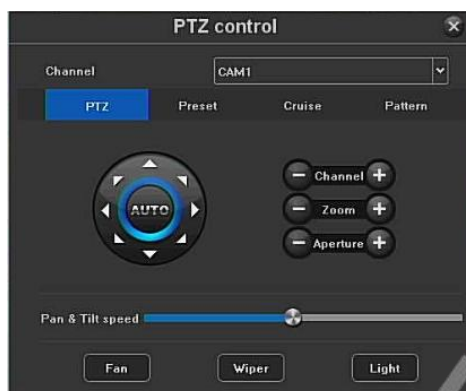 PTZ control
Channel CAM1
PTZ Preset Cruise Pattern
AUTO
Channel
Zoom
Aperture
Pan & Tilt speed
Fan Wiper Light